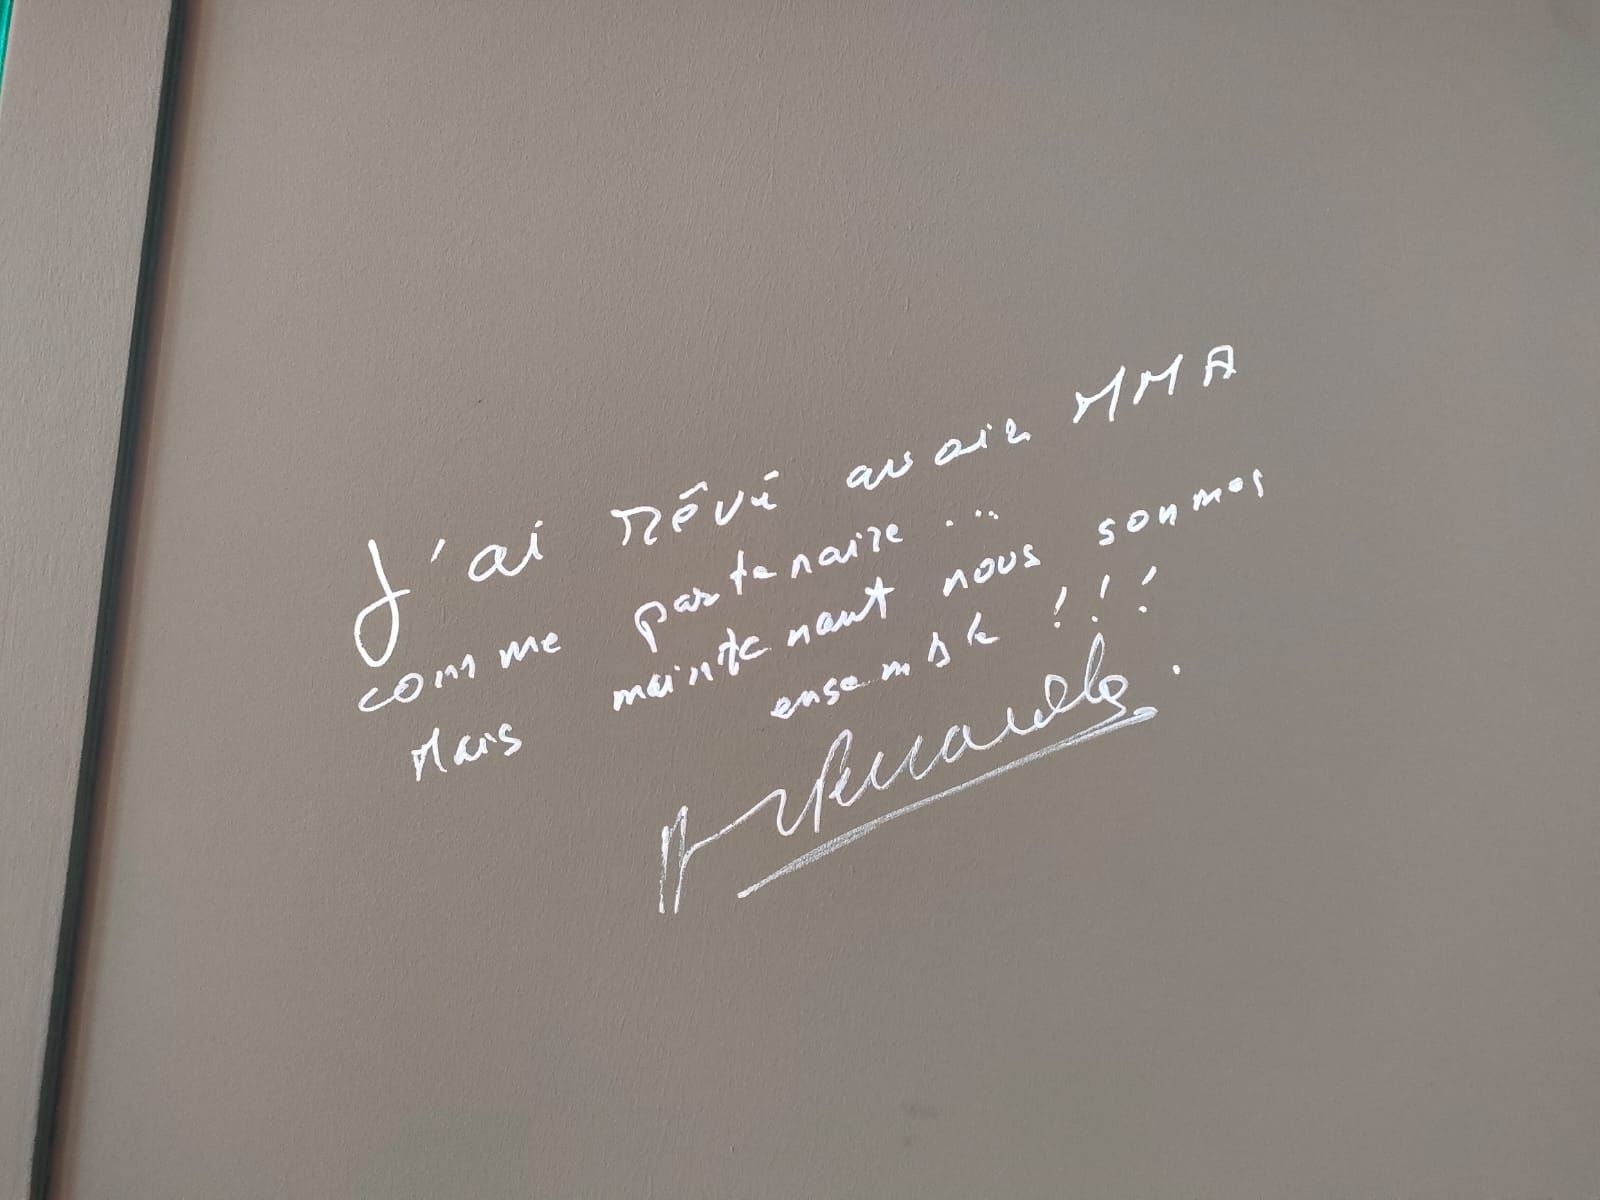 J'ai rêvé avoir MMA
comme partenaire ...
Mais maintenant nous sommes
ensemble !!!